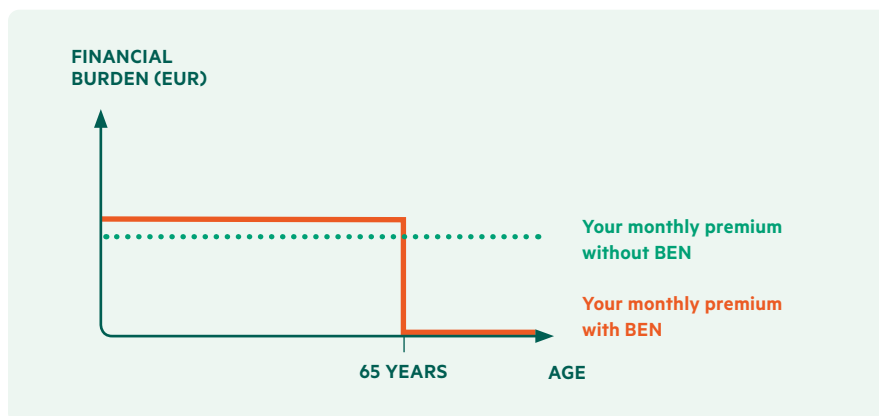 FINANCIAL
BURDEN (EUR)
Your monthly premium
without BEN
Your monthly premium
with BEN
65 YEARS
AGE